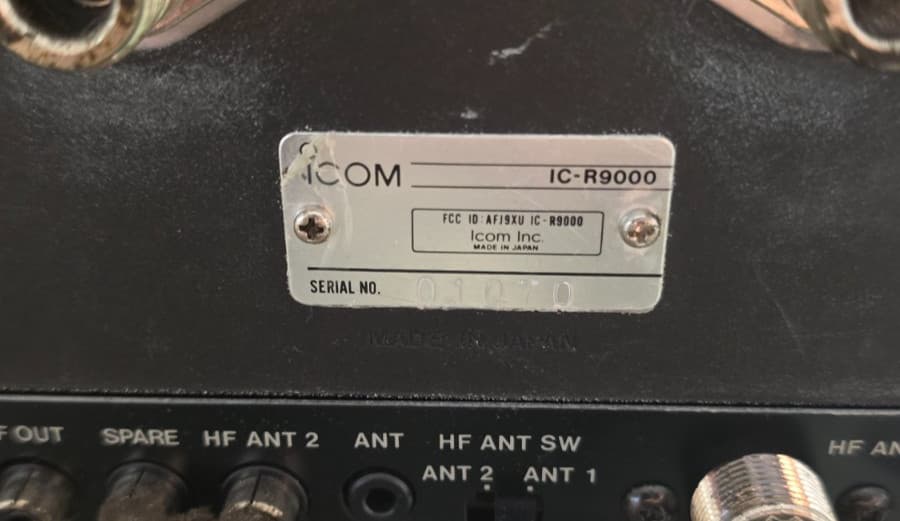 ICOM IC-R9000
FCC ID: AFJ9XU IC-R9000
Icom Inc.
MADE IN JAPAN
SERIAL NO. 01070
MADE IN JAPAN
F OUT SPARE HF ANT 2 ANT HF ANT SW HF AN
ANT 2 ANT 1